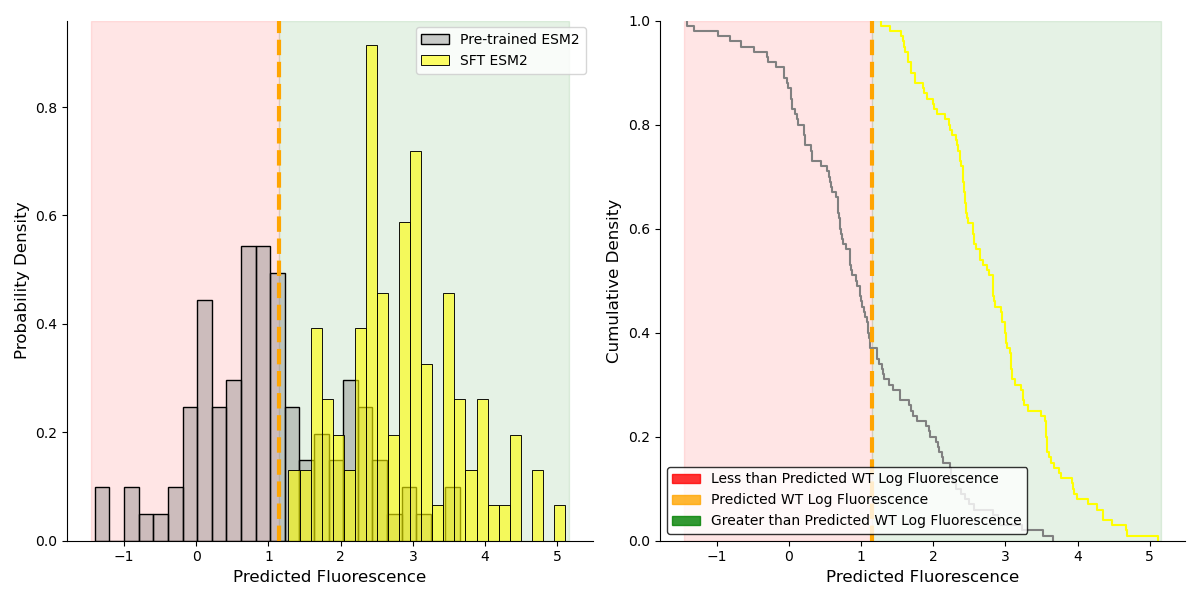 Pre-trained ESM2
SFT ESM2
Probability Density
0.8
0.6
0.4
0.2
0.0
−1 0 1 2 3 4 5
Predicted Fluorescence
Cumulative Density
1.0
0.8
0.6
0.4
0.2
0.0
Less than Predicted WT Log Fluorescence
Predicted WT Log Fluorescence
Greater than Predicted WT Log Fluorescence
−1 0 1 2 3 4 5
Predicted Fluorescence